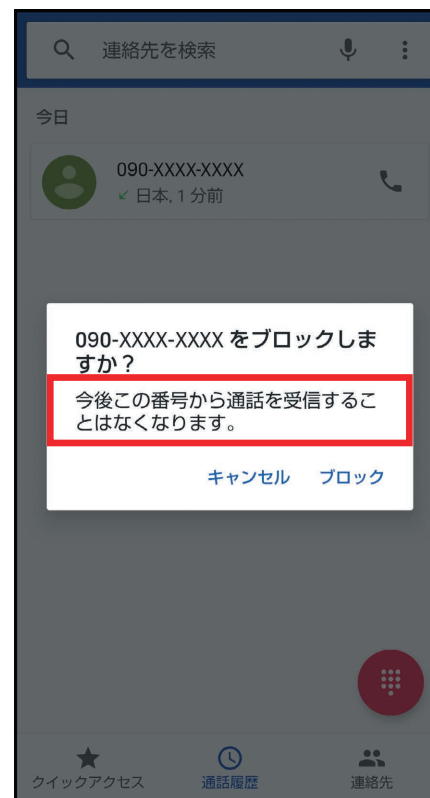 連絡先を検索
今日
090-XXXX-XXXX
日本, 1 分前
090-XXXX-XXXX をブロックしま
すか？
今後この番号から通話を受信するこ
とはなくなります。
キャンセル ブロック
クイックアクセス 通話履歴 連絡先